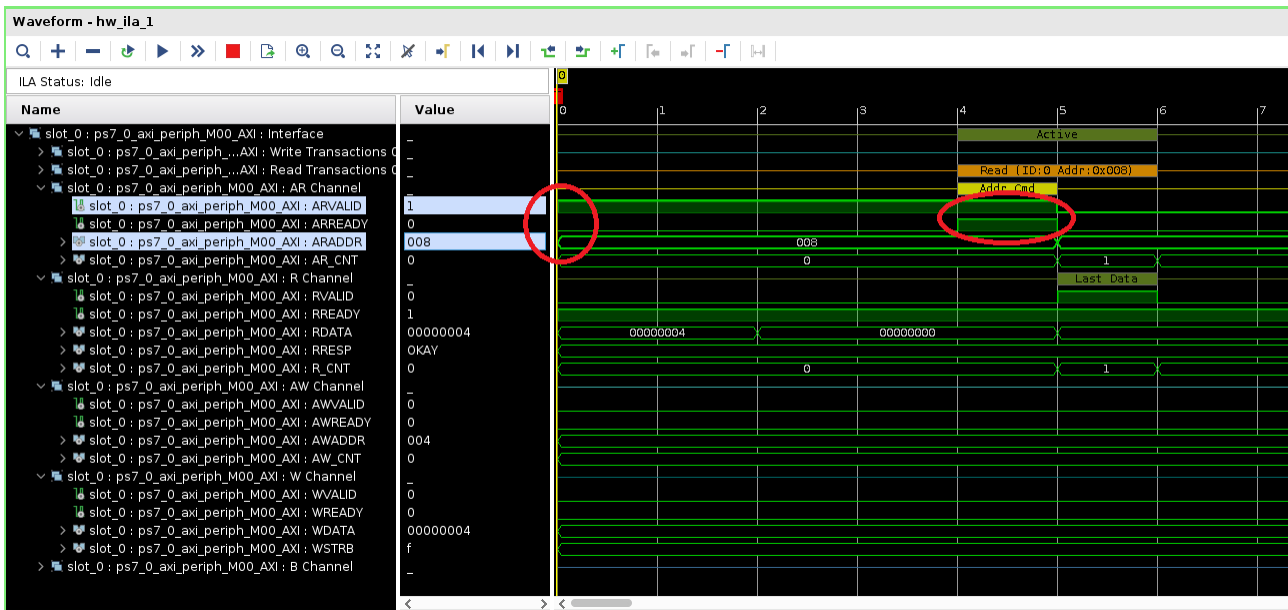 Waveform - hw_ila_1
ILA Status: Idle
0
Name Value 0 1 2 3 4 5 6 7
slot_0 : ps7_0_axi_periph_M00_AXI : Interface _ Active
slot_0 : ps7_0_axi_periph_...AXI : Write Transactions _
slot_0 : ps7_0_axi_periph_...AXI : Read Transactions _ Read (ID:0 Addr:0x008)
slot_0 : ps7_0_axi_periph_M00_AXI : AR Channel _ Addr Cmd
slot_0 : ps7_0_axi_periph_M00_AXI : ARVALID 1
slot_0 : ps7_0_axi_periph_M00_AXI : ARREADY 0
slot_0 : ps7_0_axi_periph_M00_AXI : ARADDR 008 008
slot_0 : ps7_0_axi_periph_M00_AXI : AR_CNT 0 0 1
slot_0 : ps7_0_axi_periph_M00_AXI : R Channel _ Last Data
slot_0 : ps7_0_axi_periph_M00_AXI : RVALID 0
slot_0 : ps7_0_axi_periph_M00_AXI : RREADY 1
slot_0 : ps7_0_axi_periph_M00_AXI : RDATA 00000004 00000004 00000000
slot_0 : ps7_0_axi_periph_M00_AXI : RRESP OKAY
slot_0 : ps7_0_axi_periph_M00_AXI : R_CNT 0 0 1
slot_0 : ps7_0_axi_periph_M00_AXI : AW Channel _
slot_0 : ps7_0_axi_periph_M00_AXI : AWVALID 0
slot_0 : ps7_0_axi_periph_M00_AXI : AWREADY 0
slot_0 : ps7_0_axi_periph_M00_AXI : AWADDR 004
slot_0 : ps7_0_axi_periph_M00_AXI : AW_CNT 0
slot_0 : ps7_0_axi_periph_M00_AXI : W Channel _
slot_0 : ps7_0_axi_periph_M00_AXI : WVALID 0
slot_0 : ps7_0_axi_periph_M00_AXI : WREADY 0
slot_0 : ps7_0_axi_periph_M00_AXI : WDATA 00000004
slot_0 : ps7_0_axi_periph_M00_AXI : WSTRB f
slot_0 : ps7_0_axi_periph_M00_AXI : B Channel _